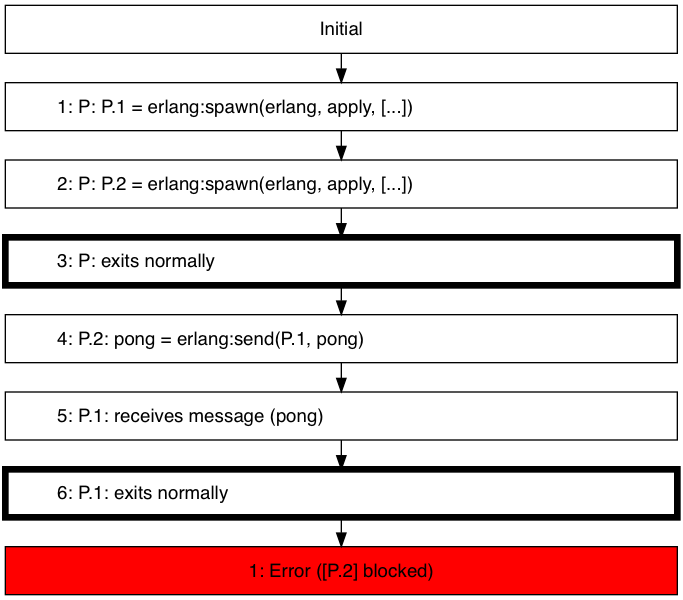 Initial
1: P: P.1 = erlang:spawn(erlang, apply, [...])
2: P: P.2 = erlang:spawn(erlang, apply, [...])
3: P: exits normally
4: P.2: pong = erlang:send(P.1, pong)
5: P.1: receives message (pong)
6: P.1: exits normally
1: Error ([P.2] blocked)